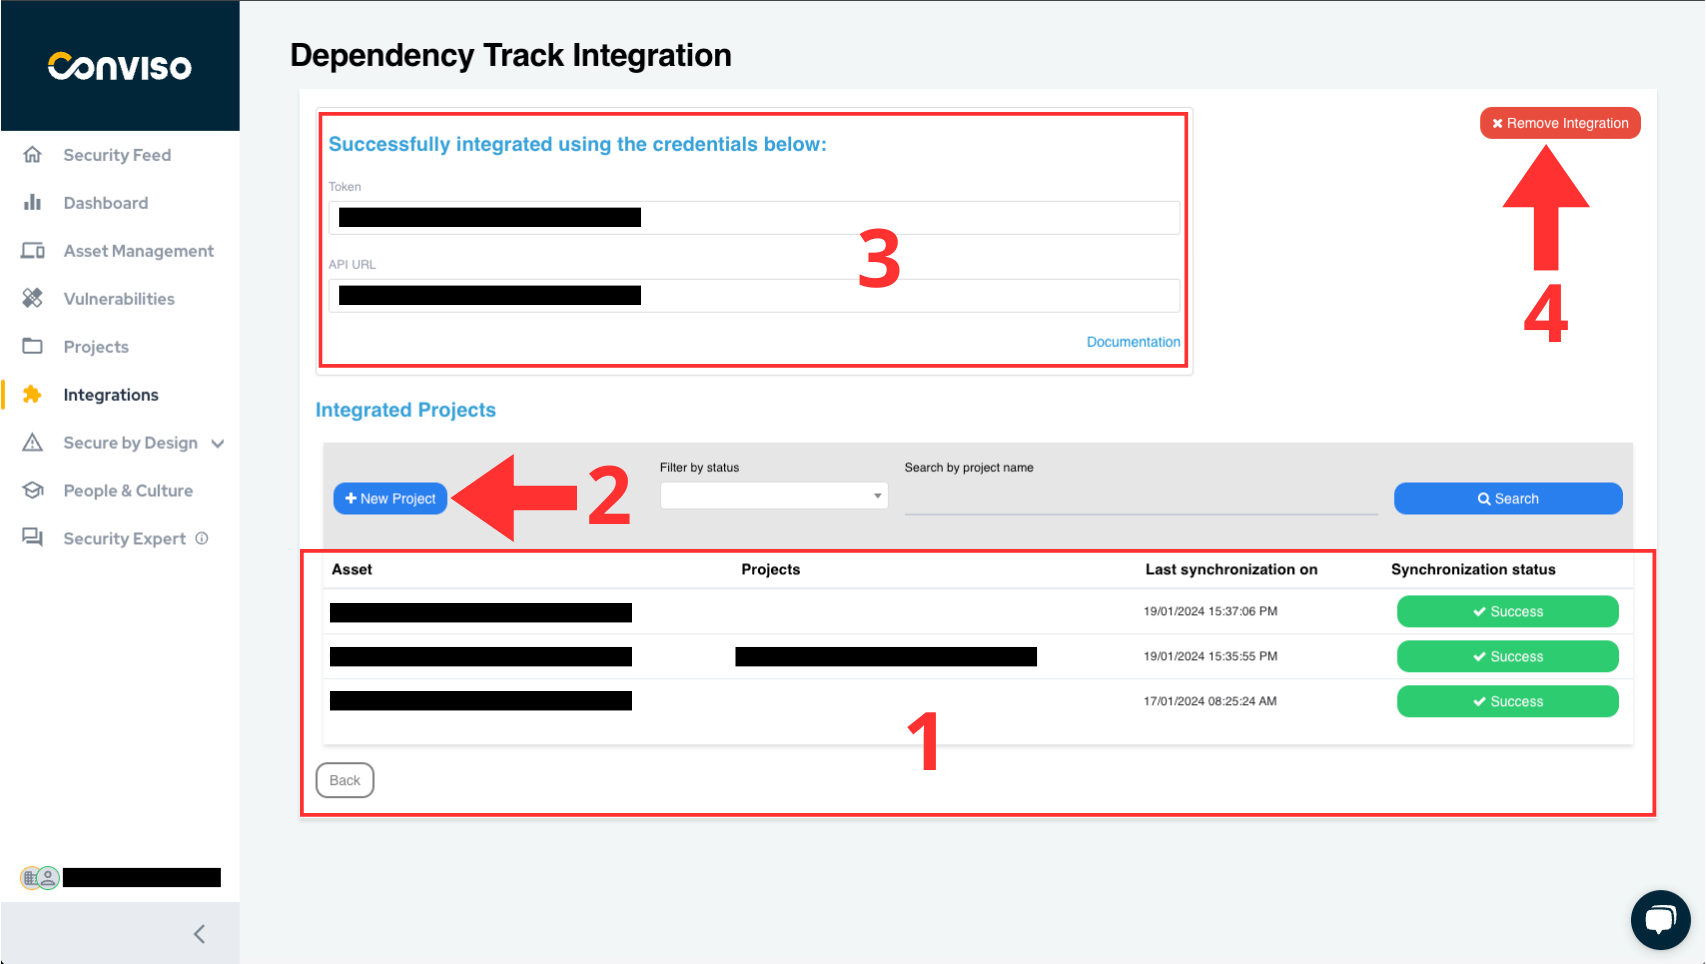 CONVISO
Dependency Track Integration
Security Feed
Dashboard
Asset Management
Vulnerabilities
Projects
Integrations
Secure by Design
People & Culture
Security Expert
Successfully integrated using the credentials below:
Token
API URL
Documentation
3
Remove Integration
4
Integrated Projects
New Project
2
Filter by status
Search by project name
Search
Asset Projects Last synchronization on Synchronization status
19/01/2024 15:37:06 PM Success
19/01/2024 15:35:55 PM Success
17/01/2024 08:25:24 AM Success
1
Back